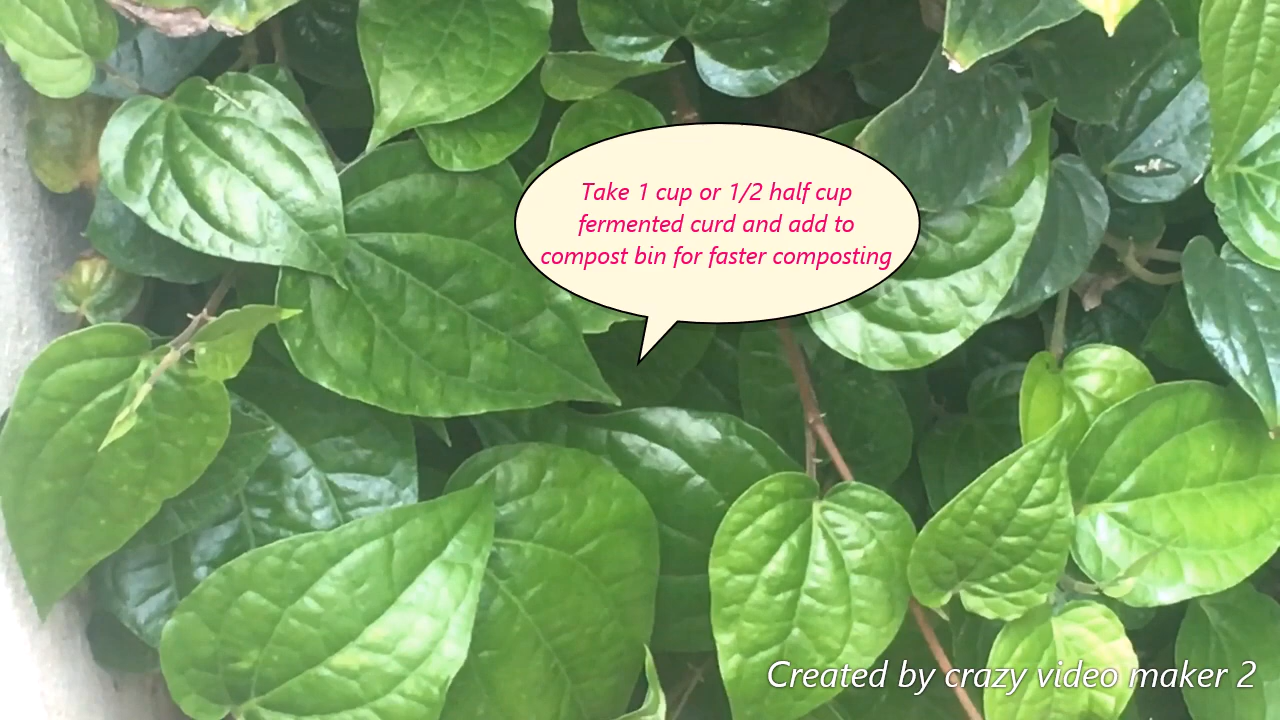 Take 1 cup or 1/2 half cup
fermented curd and add to
compost bin for faster composting
Created by crazy video maker 2